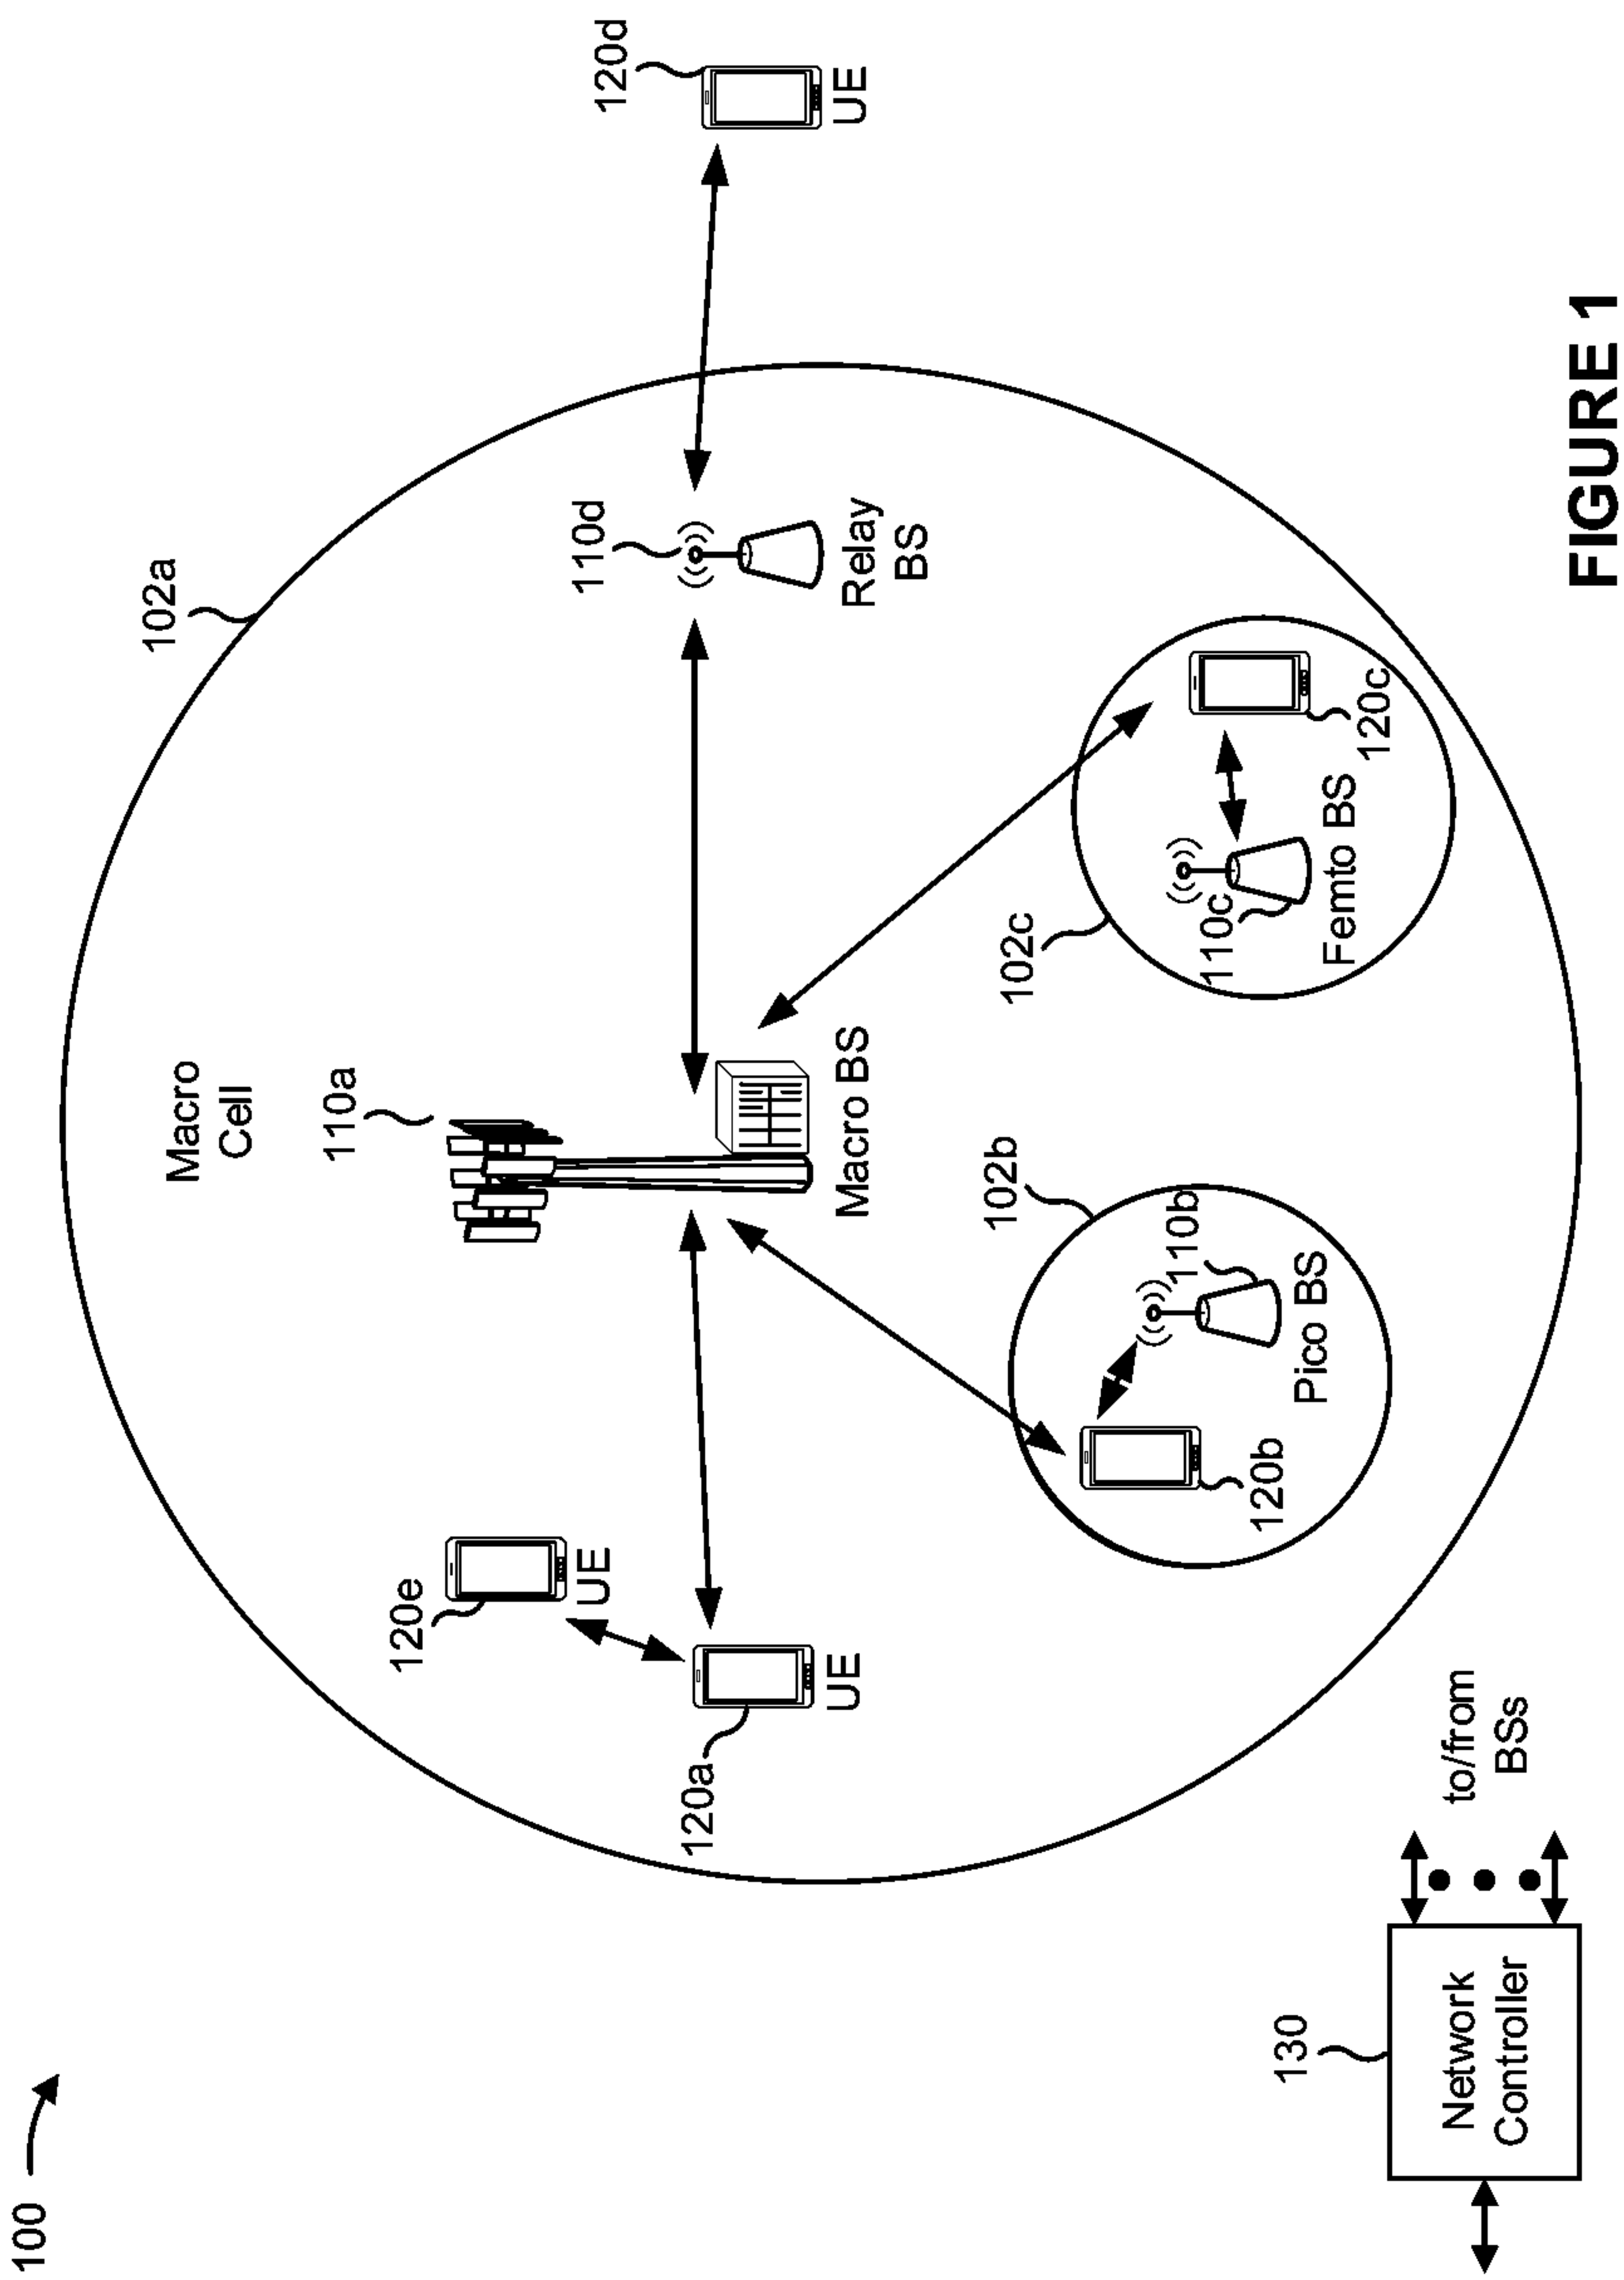 100
102a
Macro
Cell
110a
120d
UE
110d
Relay
BS
120e
UE
Macro BS
120a
UE
102b
102c
110b
Pico BS
120b
110c
Femto BS
120c
130
Network
Controller
to/from
BSs
FIGURE 1